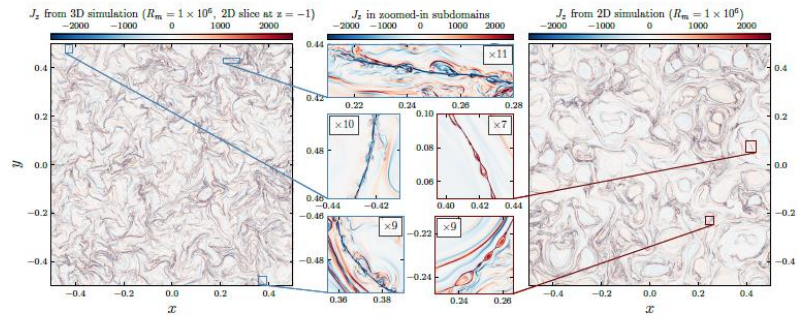 J_z from 3D simulation (R_m = 1 × 10^6, 2D slice at z = −1)
−2000 −1000 0 1000 2000
0.4
0.2
0.0
−0.2
−0.4
y
−0.4 −0.2 0.0 0.2 0.4
x
J_z in zoomed-in subdomains
−2000 −1000 0 1000 2000
0.44
0.42
×11
0.22 0.24 0.26 0.28
×10
0.48
0.46
−0.44 −0.42
×7
0.10
0.08
0.06
0.40 0.42 0.44
−0.46
−0.48
×9
0.36 0.38
×9
−0.22
−0.24
0.24 0.26
J_z from 2D simulation (R_m = 1 × 10^6)
−2000 −1000 0 1000 2000
0.4
0.2
0.0
−0.2
−0.4
−0.4 −0.2 0.0 0.2 0.4
x